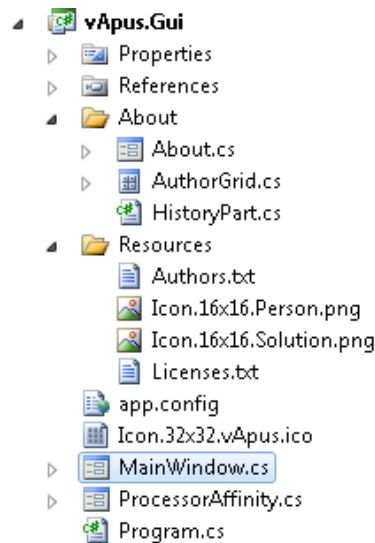 vApus.Gui
Properties
References
About
About.cs
AuthorGrid.cs
HistoryPart.cs
Resources
Authors.txt
Icon.16x16.Person.png
Icon.16x16.Solution.png
Licenses.txt
app.config
Icon.32x32.vApus.ico
MainWindow.cs
ProcessorAffinity.cs
Program.cs